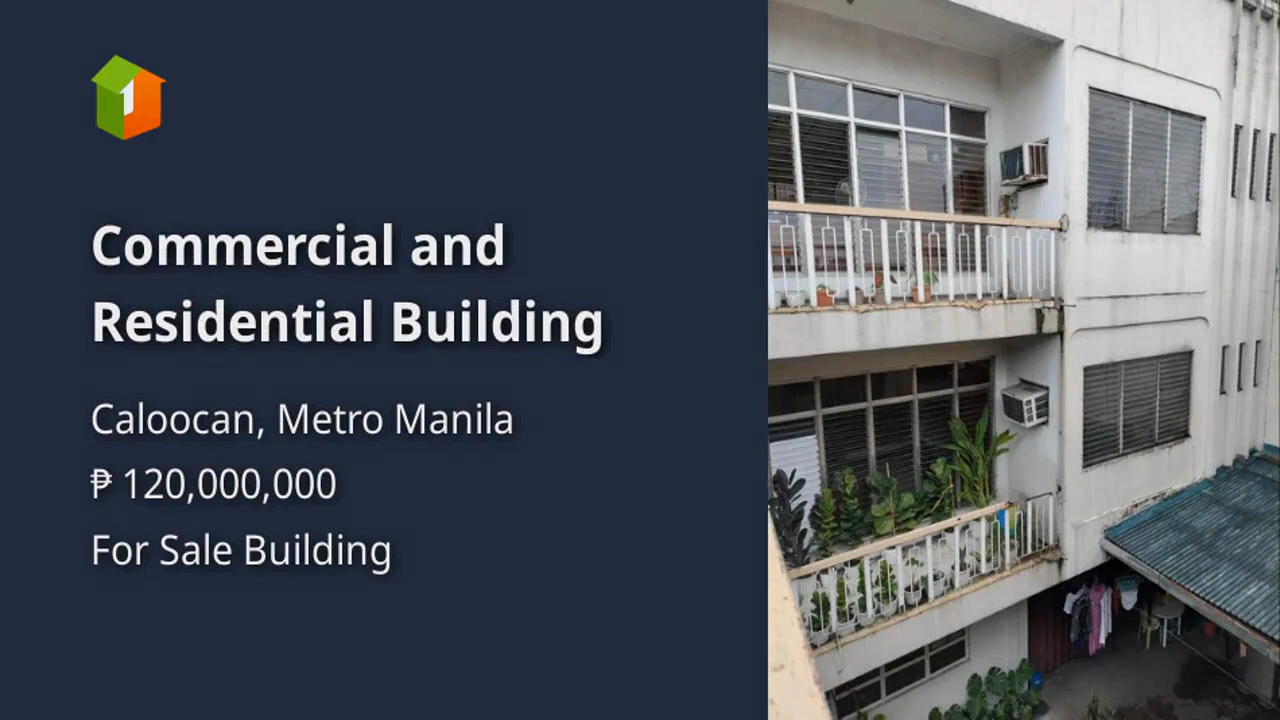 Commercial and
Residential Building
Caloocan, Metro Manila
₱ 120,000,000
For Sale Building